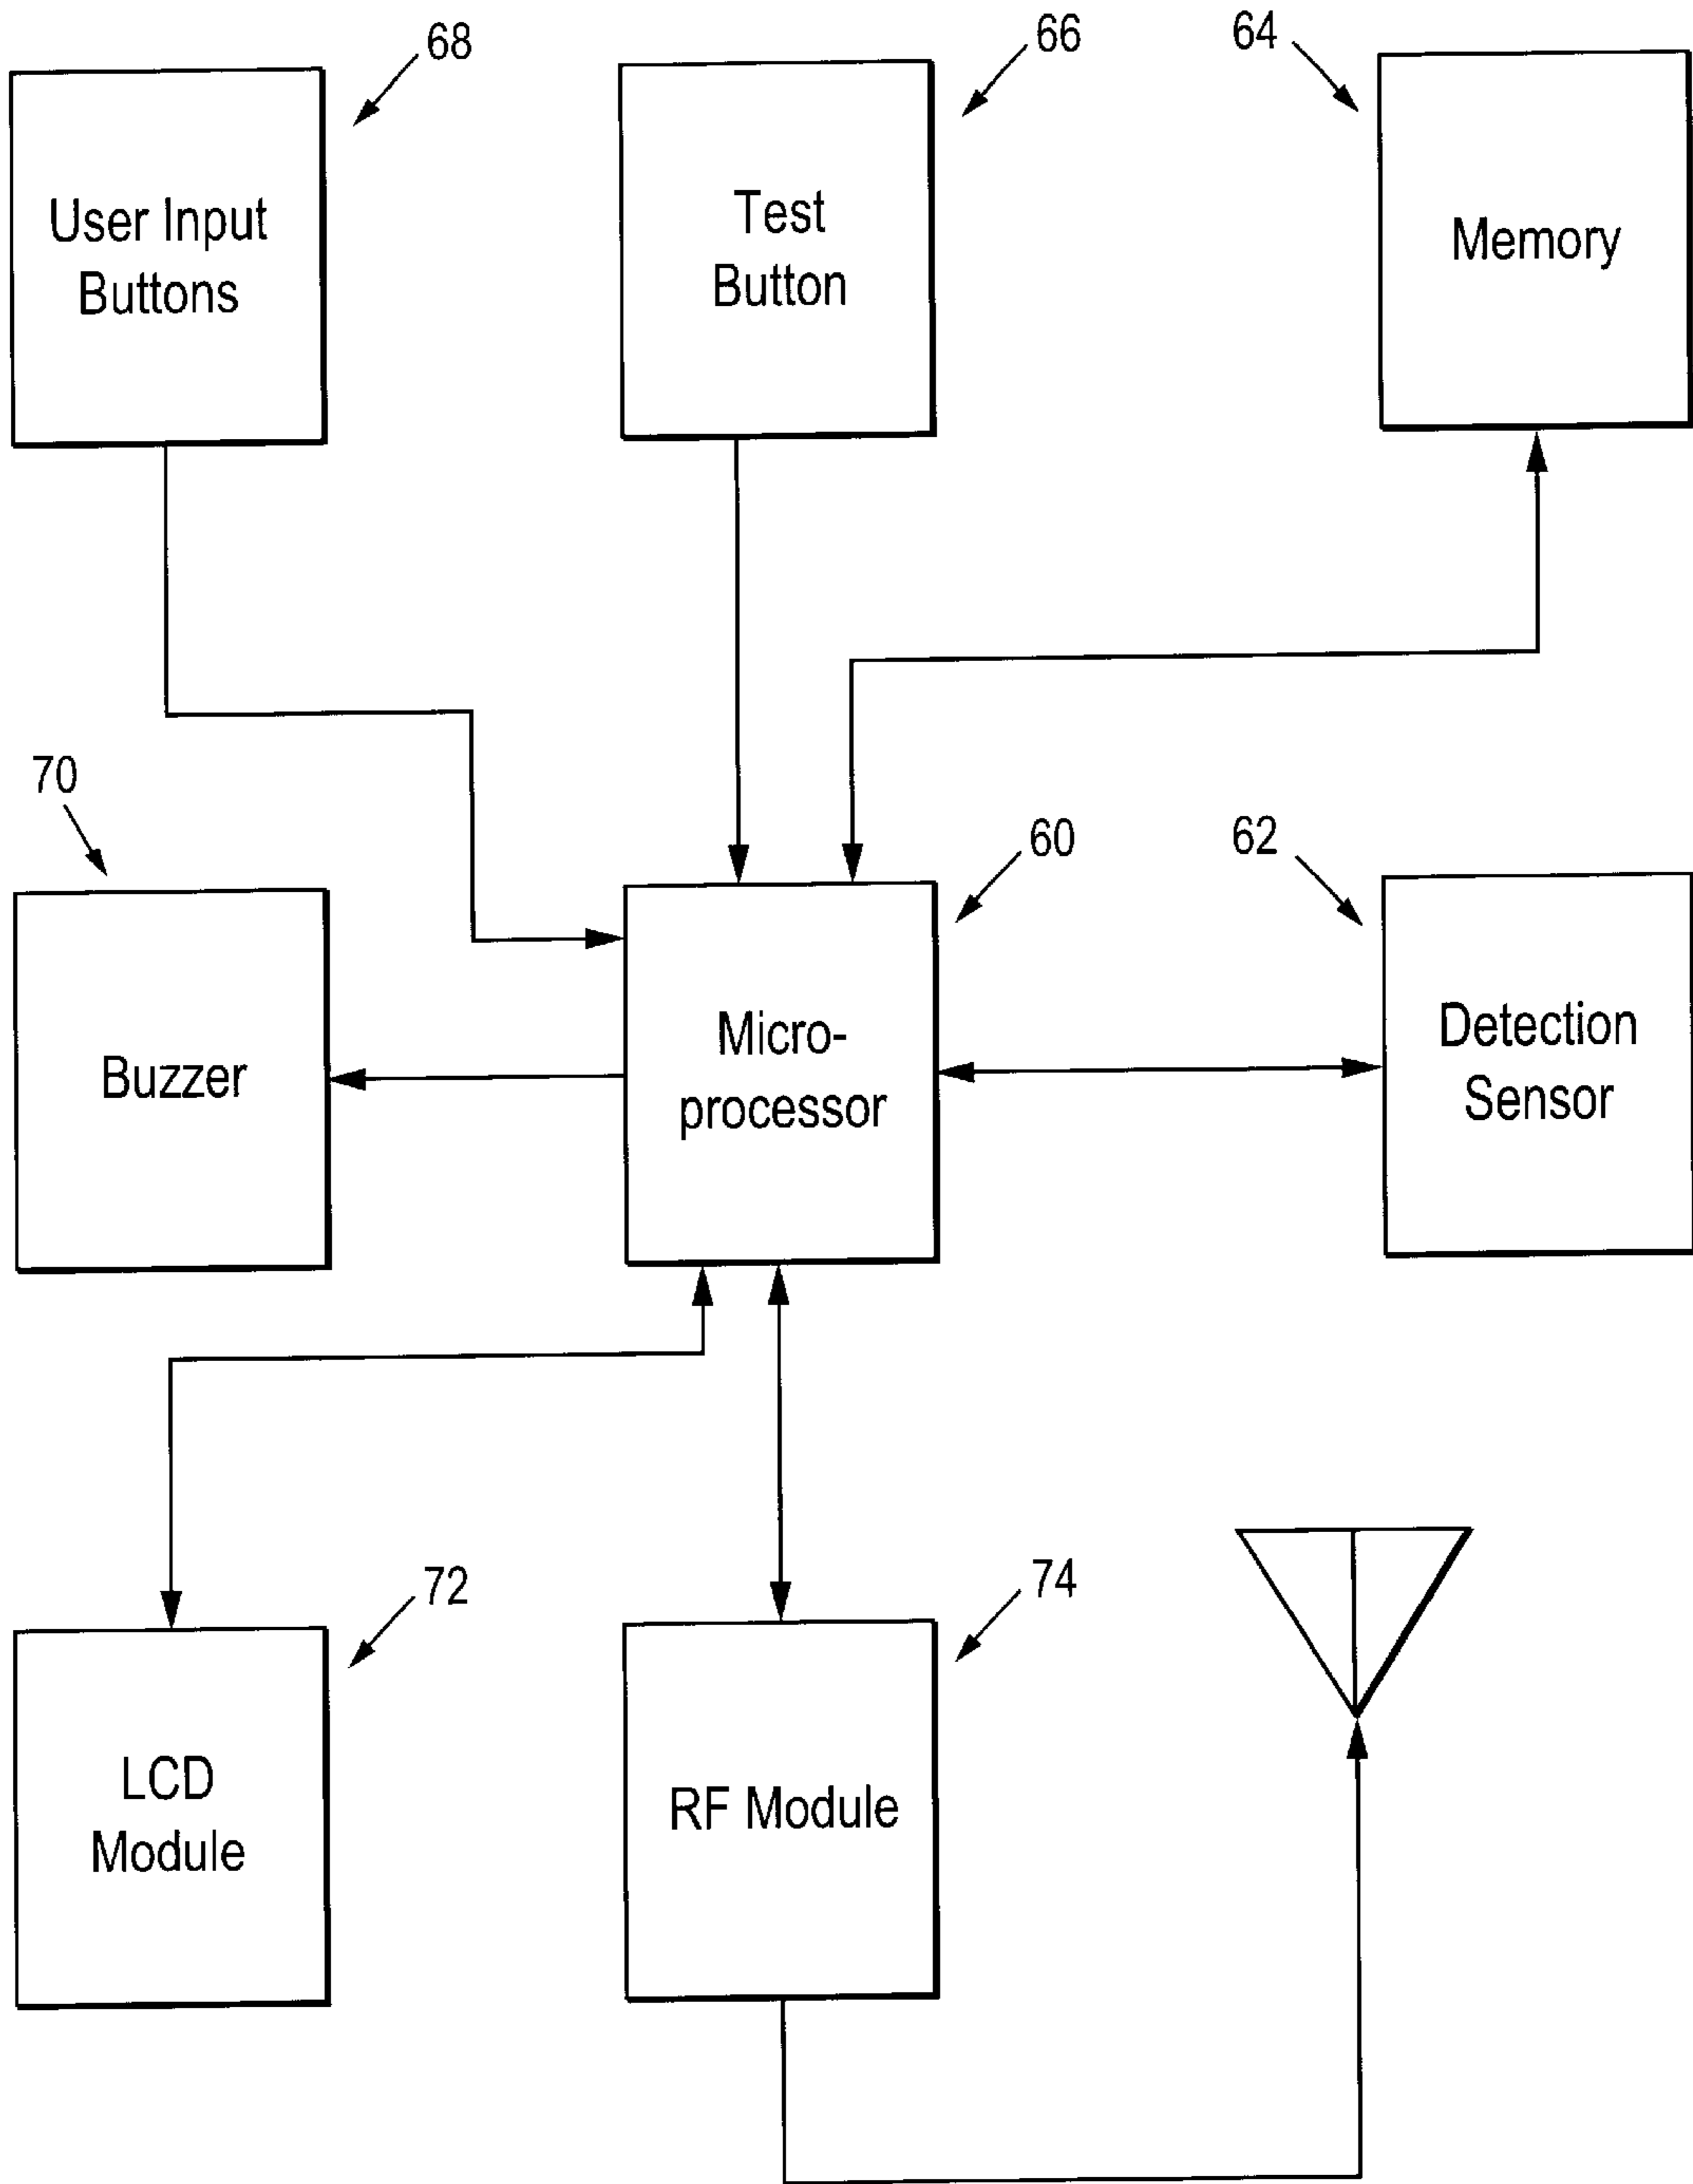 68
66
64
User Input
Buttons
Test
Button
Memory
70
60
62
Buzzer
Micro-
processor
Detection
Sensor
72
74
LCD
Module
RF Module